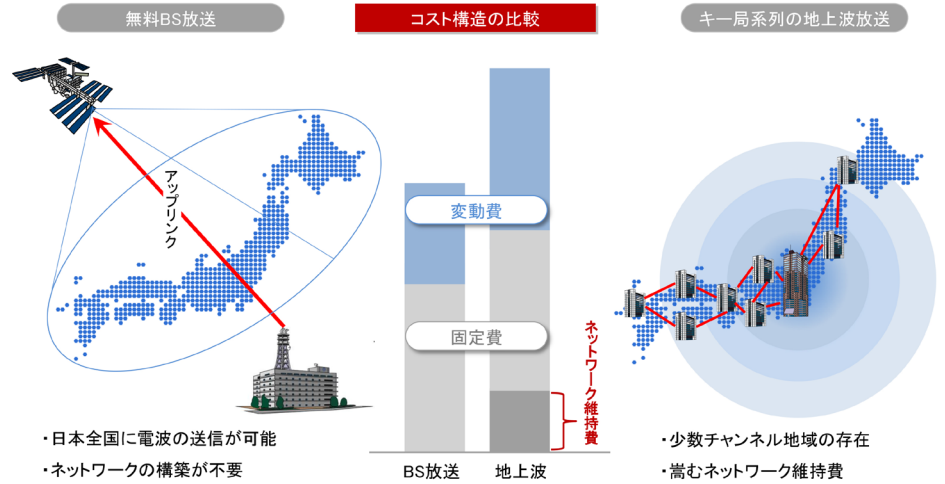 無料BS放送
コスト構造の比較
キー局系列の地上波放送
アップリンク
変動費
固定費
ネットワーク維持費
BS放送
地上波
・日本全国に電波の送信が可能
・ネットワークの構築が不要
・少数チャンネル地域の存在
・嵩むネットワーク維持費